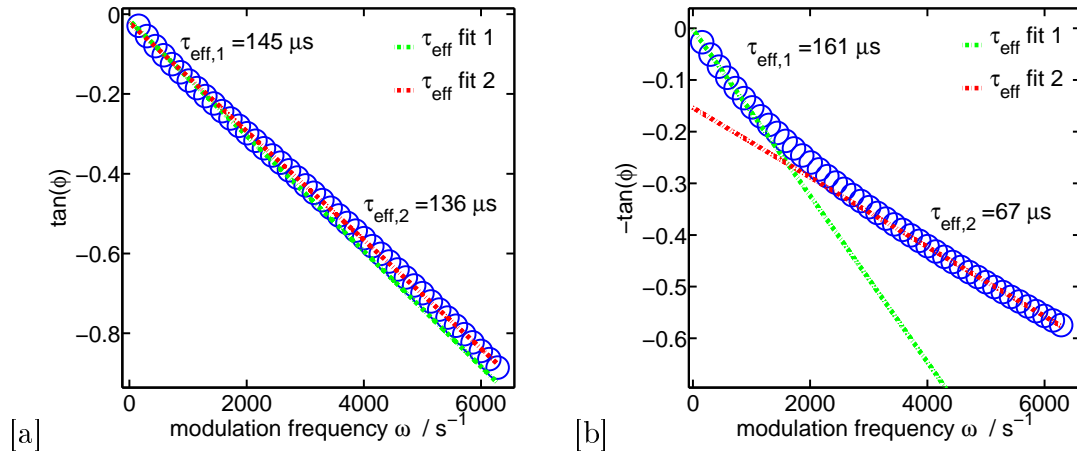 tan(ϕ)
0
−0.2
−0.4
−0.6
−0.8
τeff,1 =145 μs
τeff fit 1
τeff fit 2
τeff,2 =136 μs
0 2000 4000 6000
modulation frequency ω / s−1
[a]
−tan(ϕ)
0
−0.1
−0.2
−0.3
−0.4
−0.5
−0.6
τeff,1 =161 μs
τeff fit 1
τeff fit 2
τeff,2 =67 μs
0 2000 4000 6000
modulation frequency ω / s−1
[b]